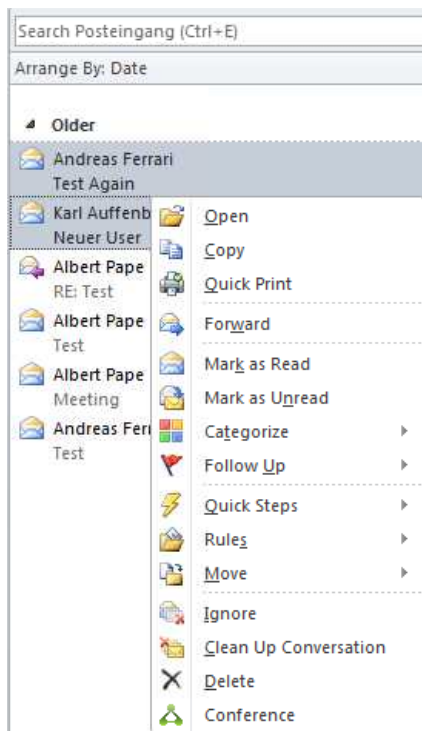 Search Posteingang (Ctrl+E)
Arrange By: Date
Older
Andreas Ferrari
Test Again
Karl Auffenb
Neuer User
Albert Pape
RE: Test
Albert Pape
Test
Albert Pape
Meeting
Andreas Fer
Test
Open
Copy
Quick Print
Forward
Mark as Read
Mark as Unread
Categorize
Follow Up
Quick Steps
Rules
Move
Ignore
Clean Up Conversation
Delete
Conference